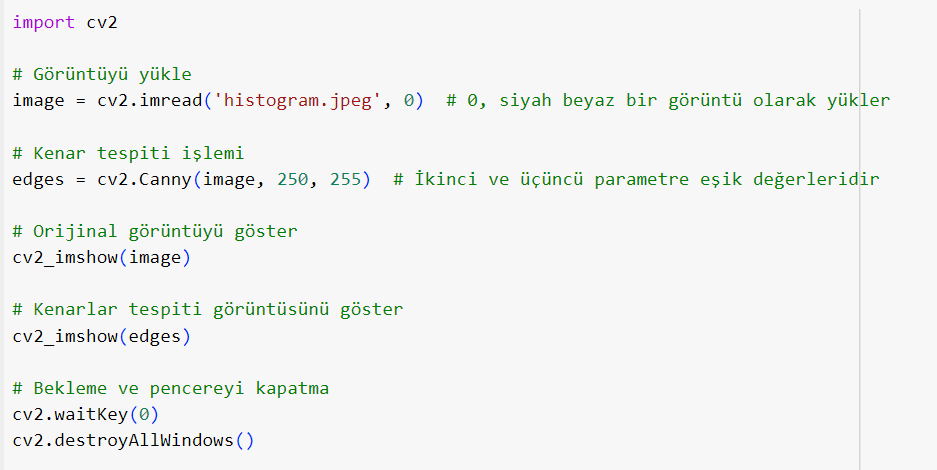 import cv2
# Görüntüyü yükle
image = cv2.imread('histogram.jpeg', 0)  # 0, siyah beyaz bir görüntü olarak yükler
# Kenar tespiti işlemi
edges = cv2.Canny(image, 250, 255)  # İkinci ve üçüncü parametre eşik değerleridir
# Orijinal görüntüyü göster
cv2_imshow(image)
# Kenarlar tespiti görüntüsünü göster
cv2_imshow(edges)
# Bekleme ve pencereyi kapatma
cv2.waitKey(0)
cv2.destroyAllWindows()